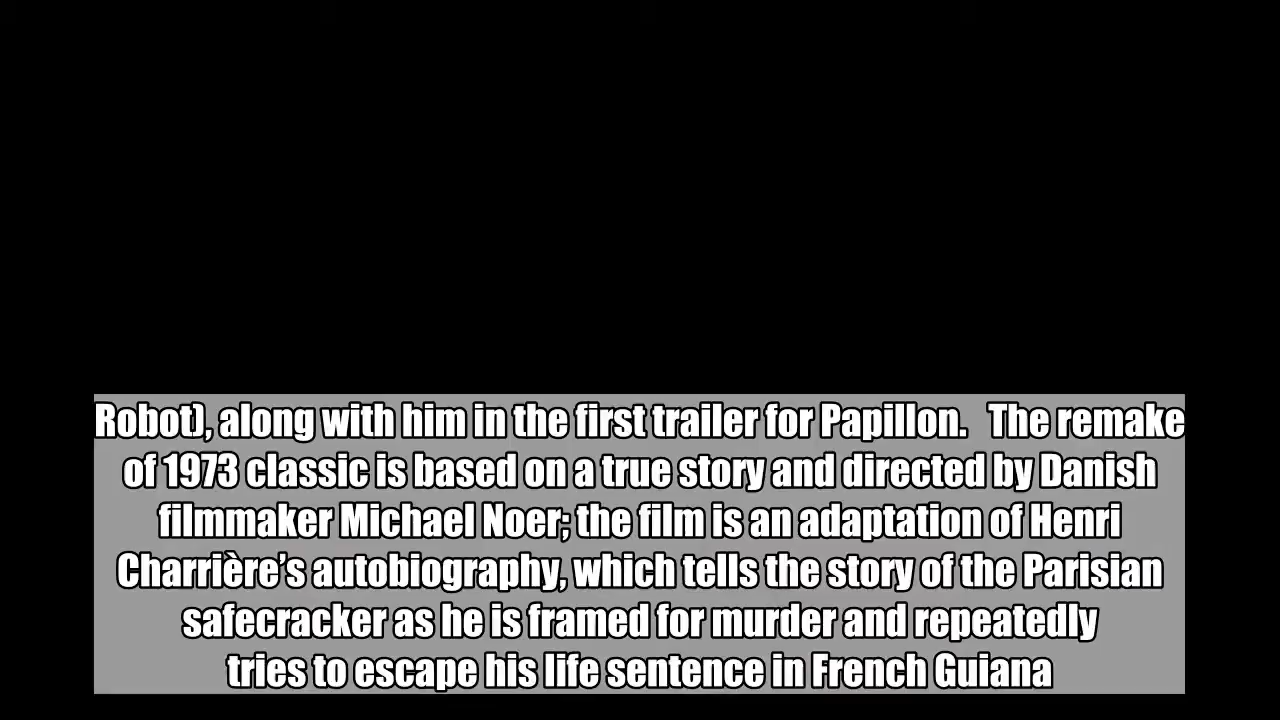 Robot), along with him in the first trailer for Papillon.   The remake
of 1973 classic is based on a true story and directed by Danish
filmmaker Michael Noer; the film is an adaptation of Henri
Charrière’s autobiography, which tells the story of the Parisian
safecracker as he is framed for murder and repeatedly
tries to escape his life sentence in French Guiana